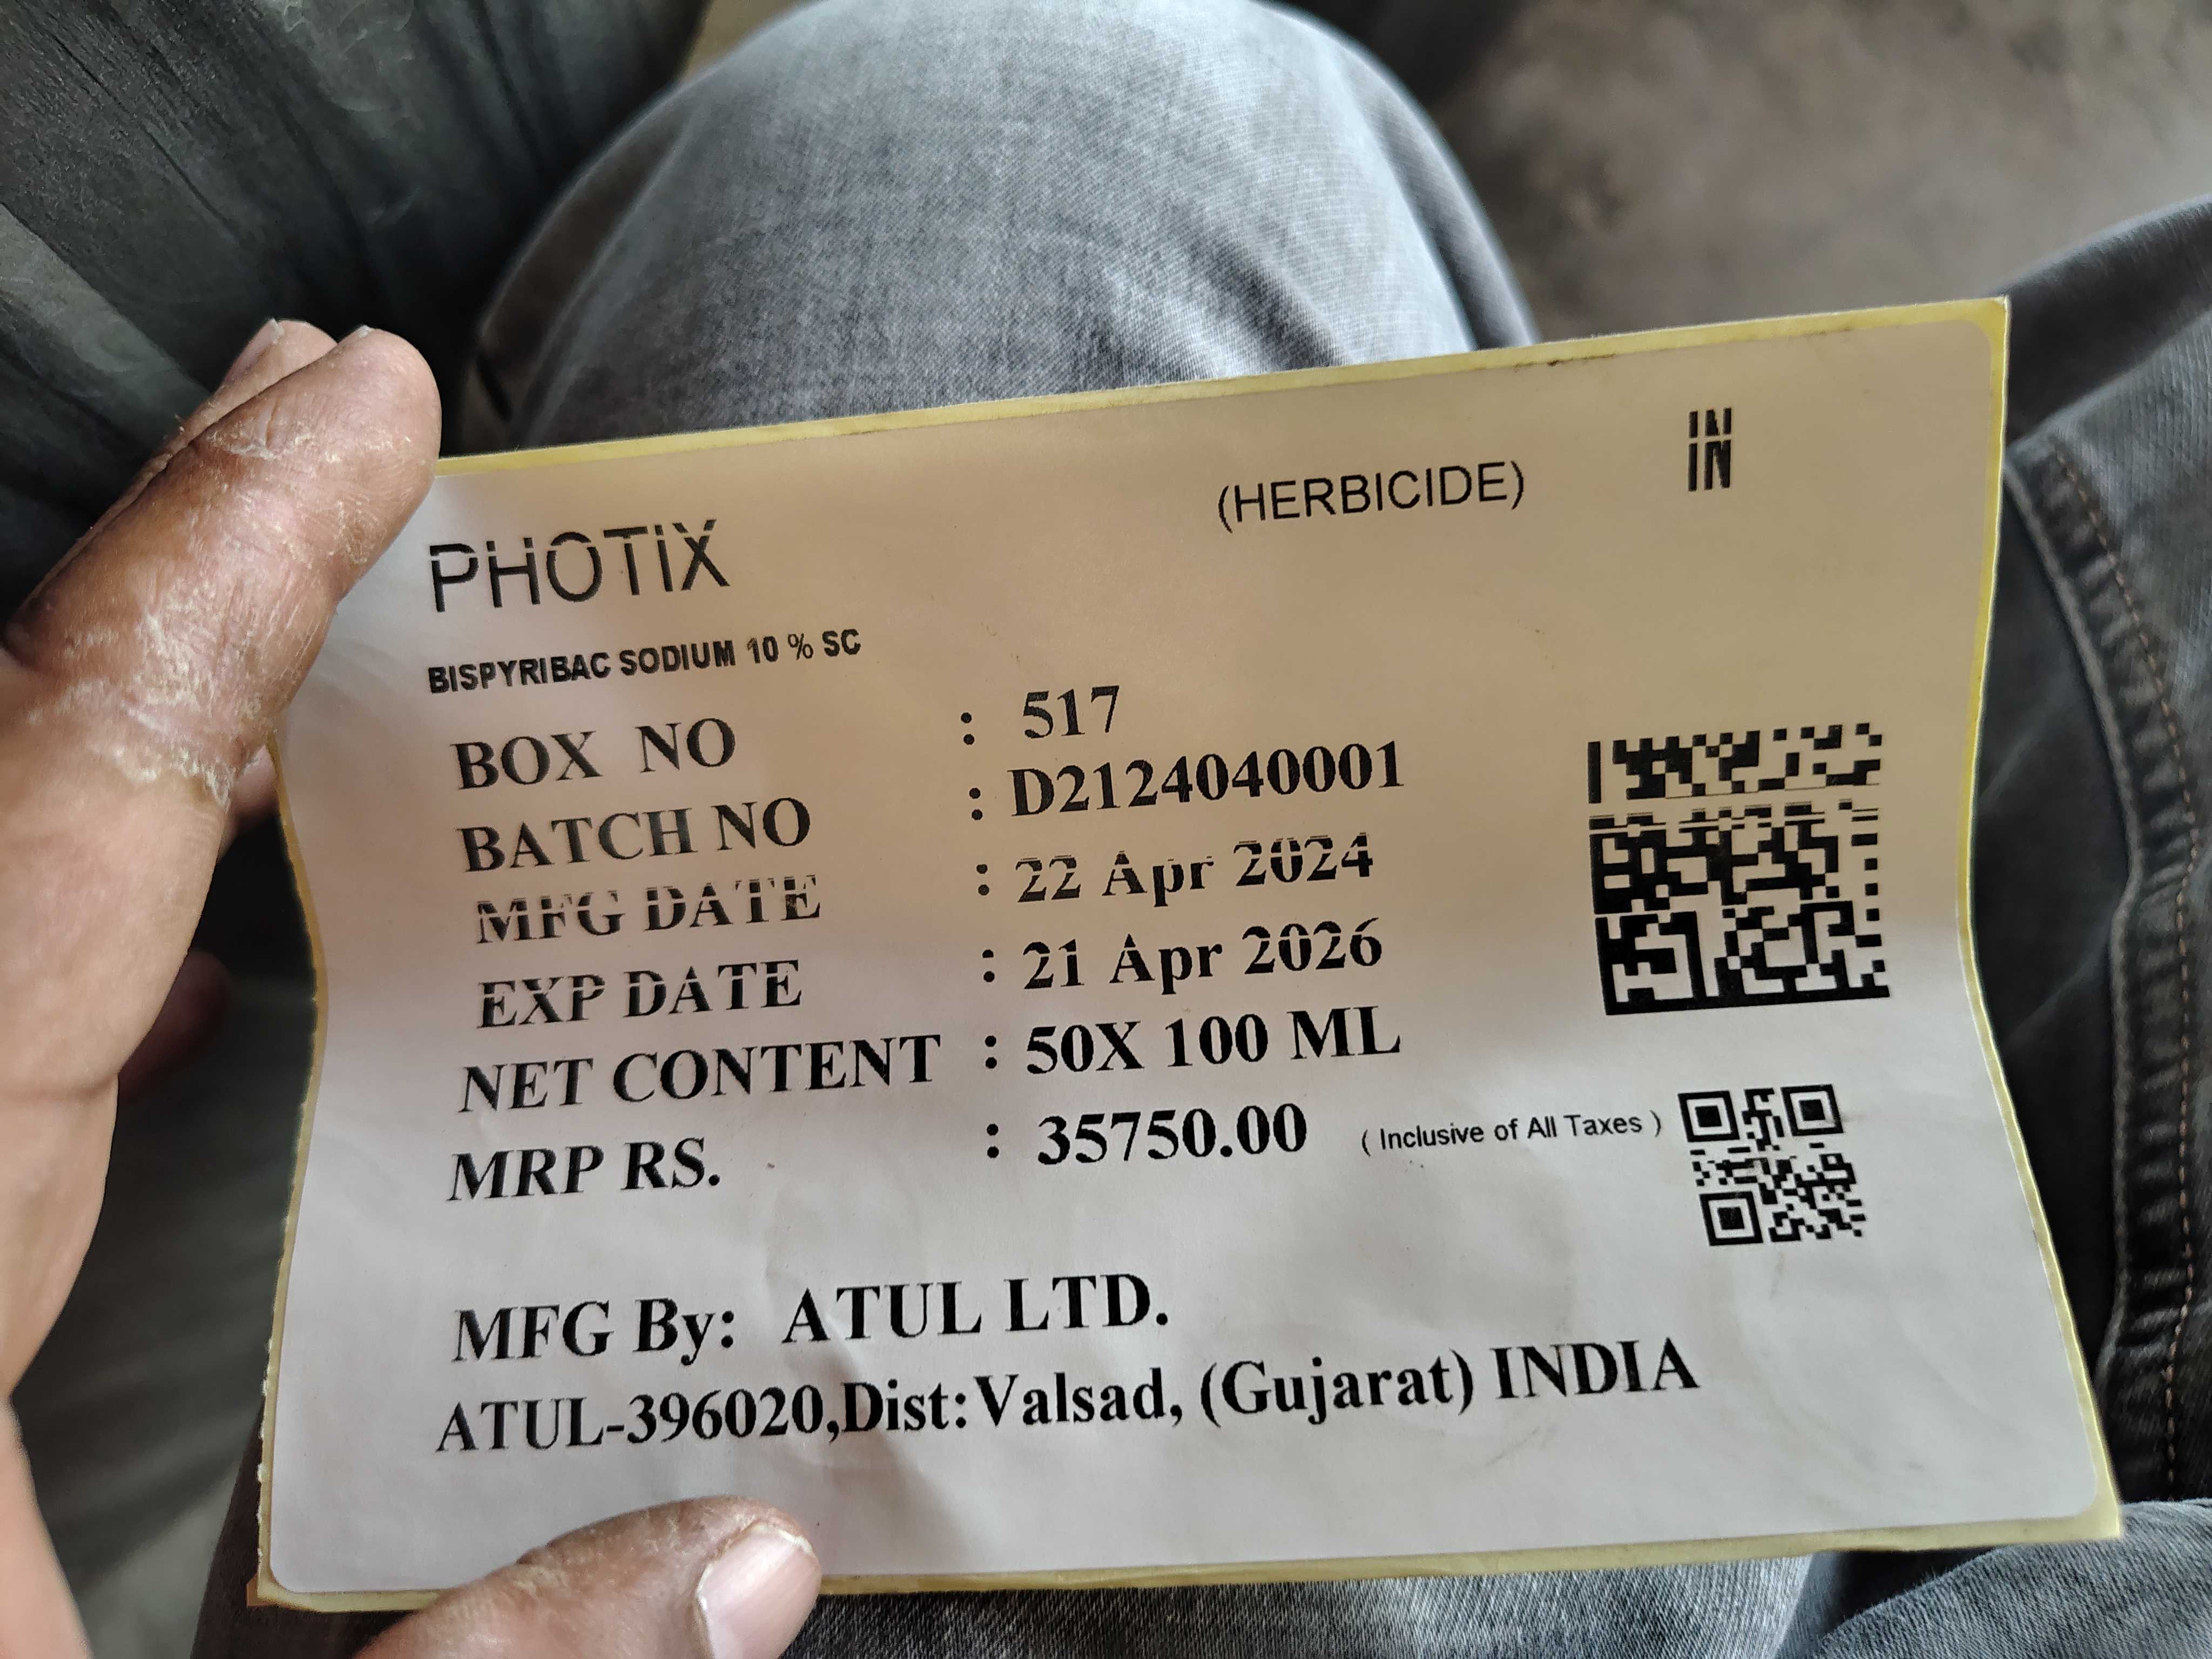 IN
(HERBICIDE)
PHOTIX
BISPYRIBAC SODIUM 10 % SC
BOX NO : 517
BATCH NO : D2124040001
MFG DATE : 22 Apr 2024
EXP DATE : 21 Apr 2026
NET CONTENT : 50X 100 ML
MRP RS. : 35750.00 ( Inclusive of All Taxes )
MFG By: ATUL LTD.
ATUL-396020,Dist:Valsad, (Gujarat) INDIA